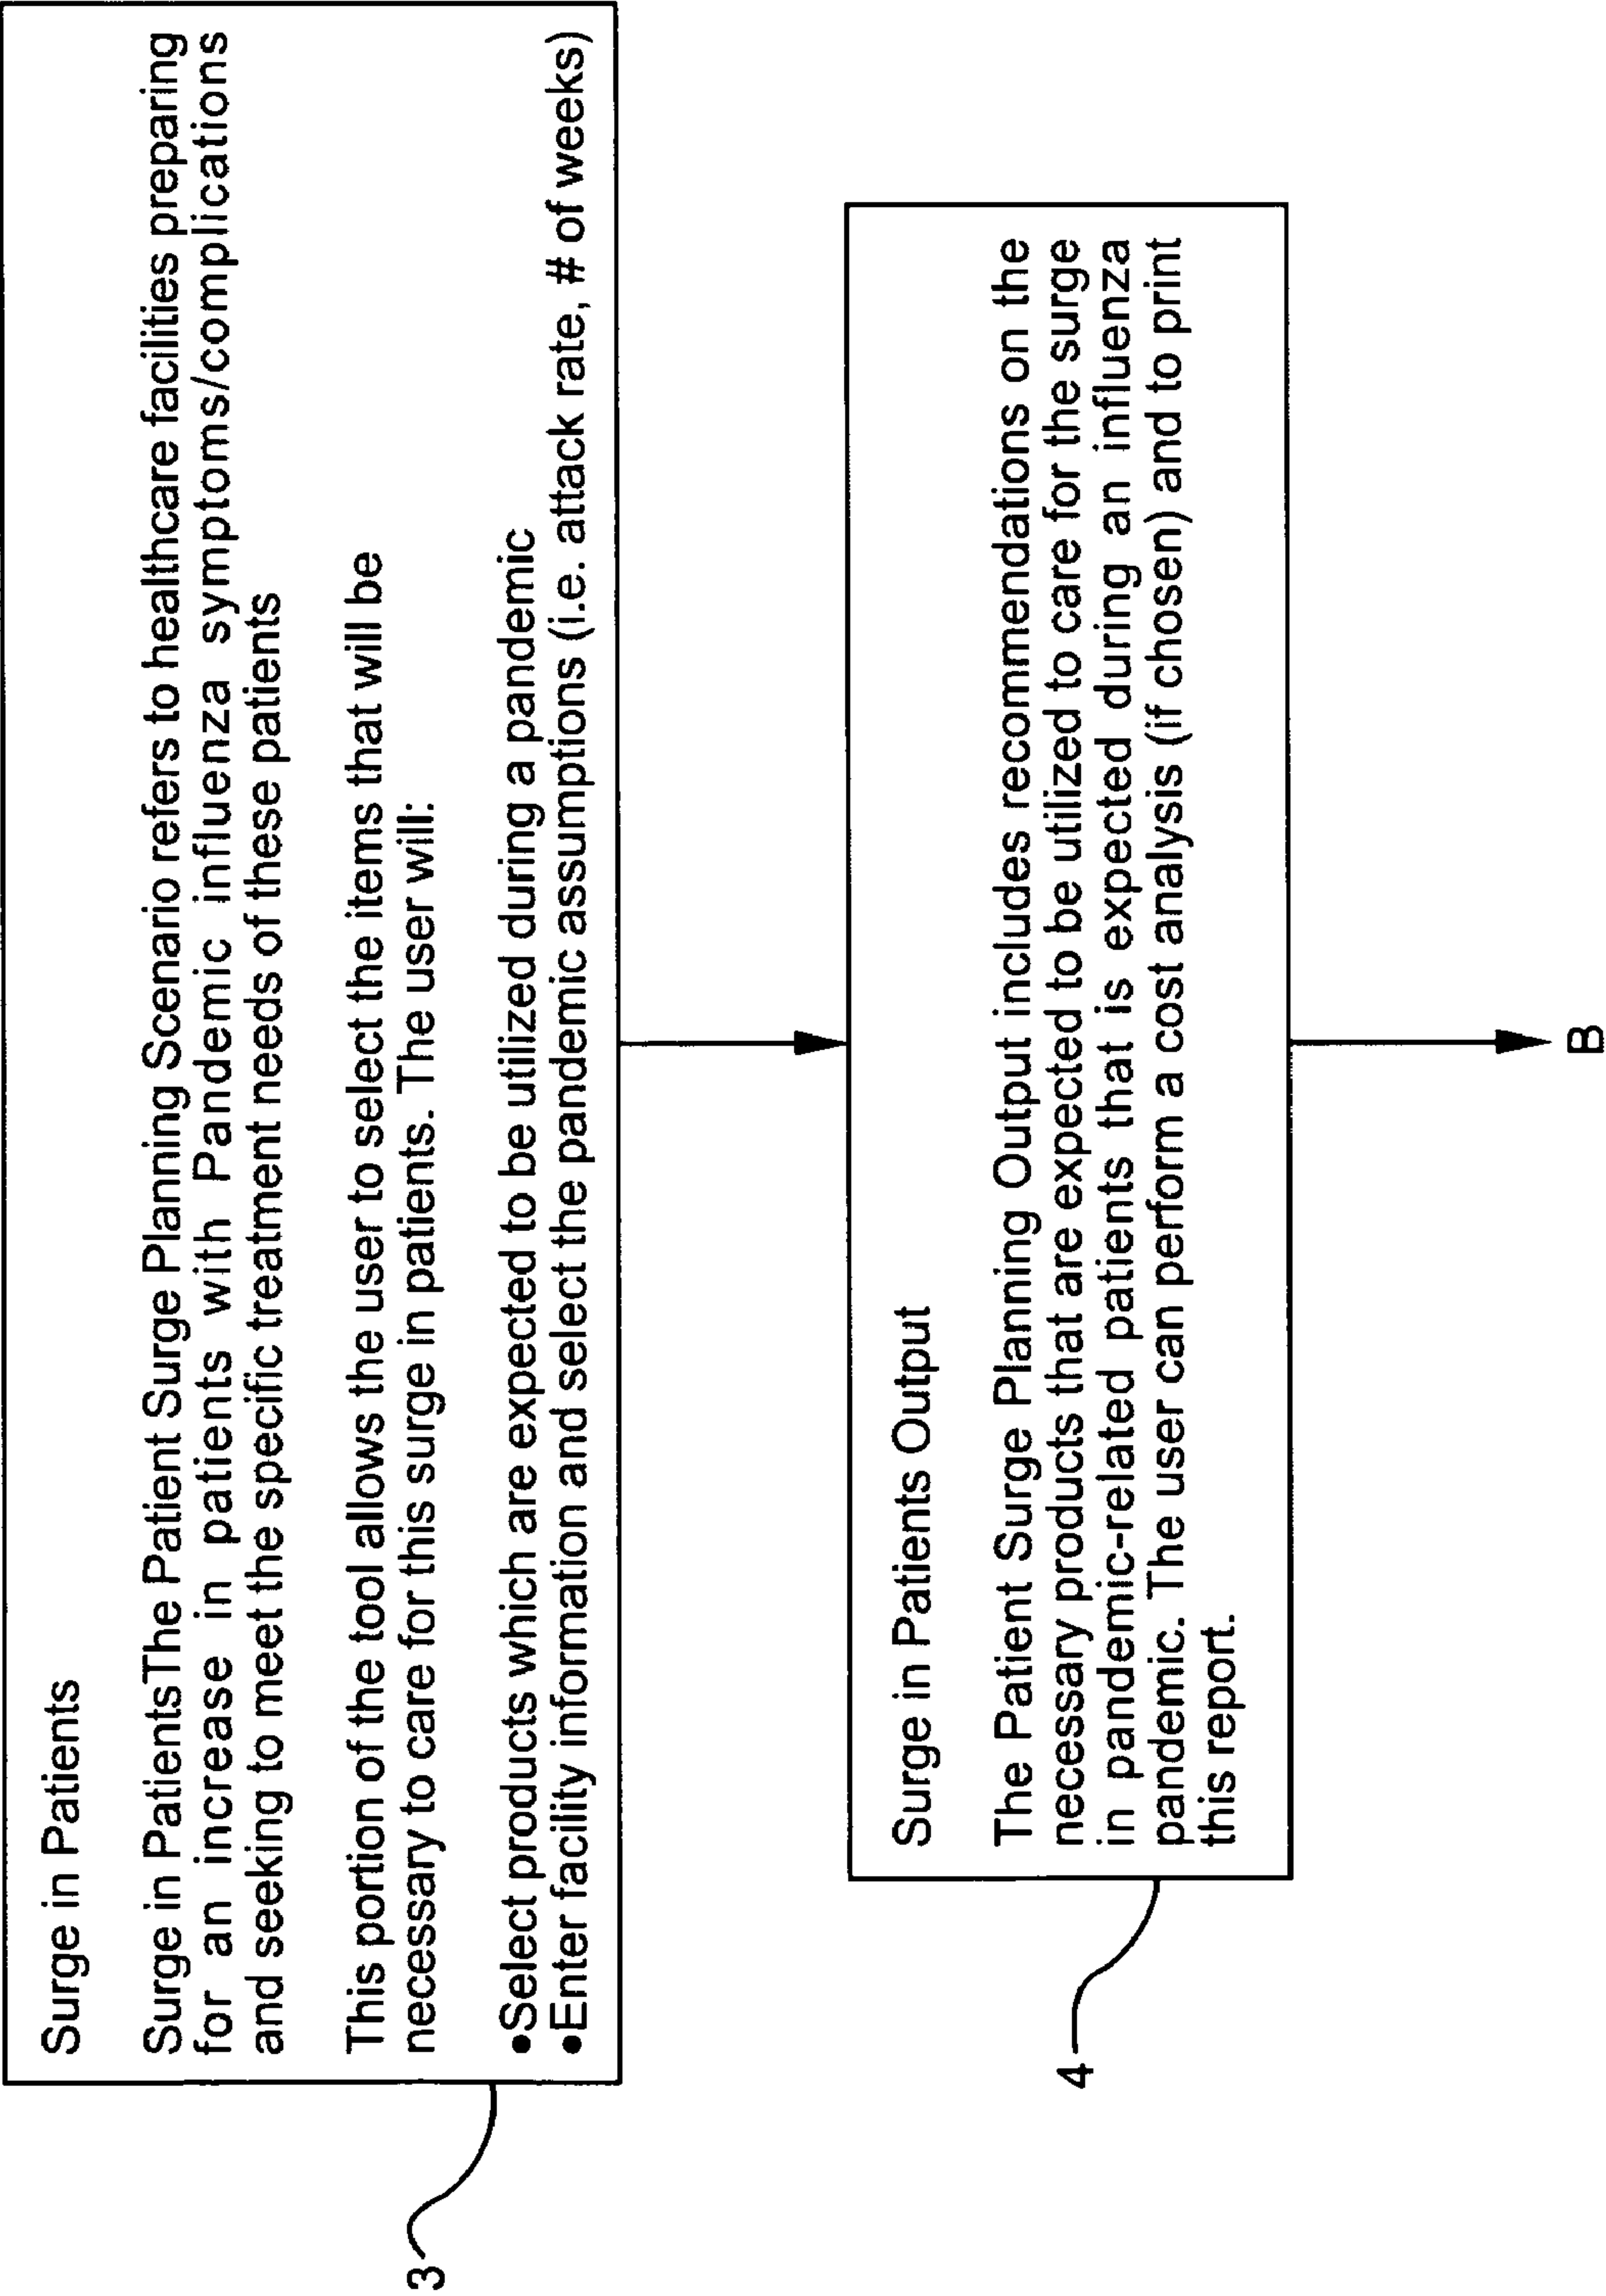 Surge in Patients
Surge in PatientsThe Patient Surge Planning Scenario refers to healthcare facilities preparing
for an increase in patients with Pandemic influenza symptoms/complications
and seeking to meet the specific treatment needs of these patients
This portion of the tool allows the user to select the items that will be
necessary to care for this surge in patients. The user will:
•Select products which are expected to be utilized during a pandemic
•Enter facility information and select the pandemic assumptions (i.e. attack rate, # of weeks)
3
Surge in Patients Output
The Patient Surge Planning Output includes recommendations on the
necessary products that are expected to be utilized to care for the surge
in pandemic-related patients that is expected during an influenza
pandemic. The user can perform a cost analysis (if chosen) and to print
this report.
4
B